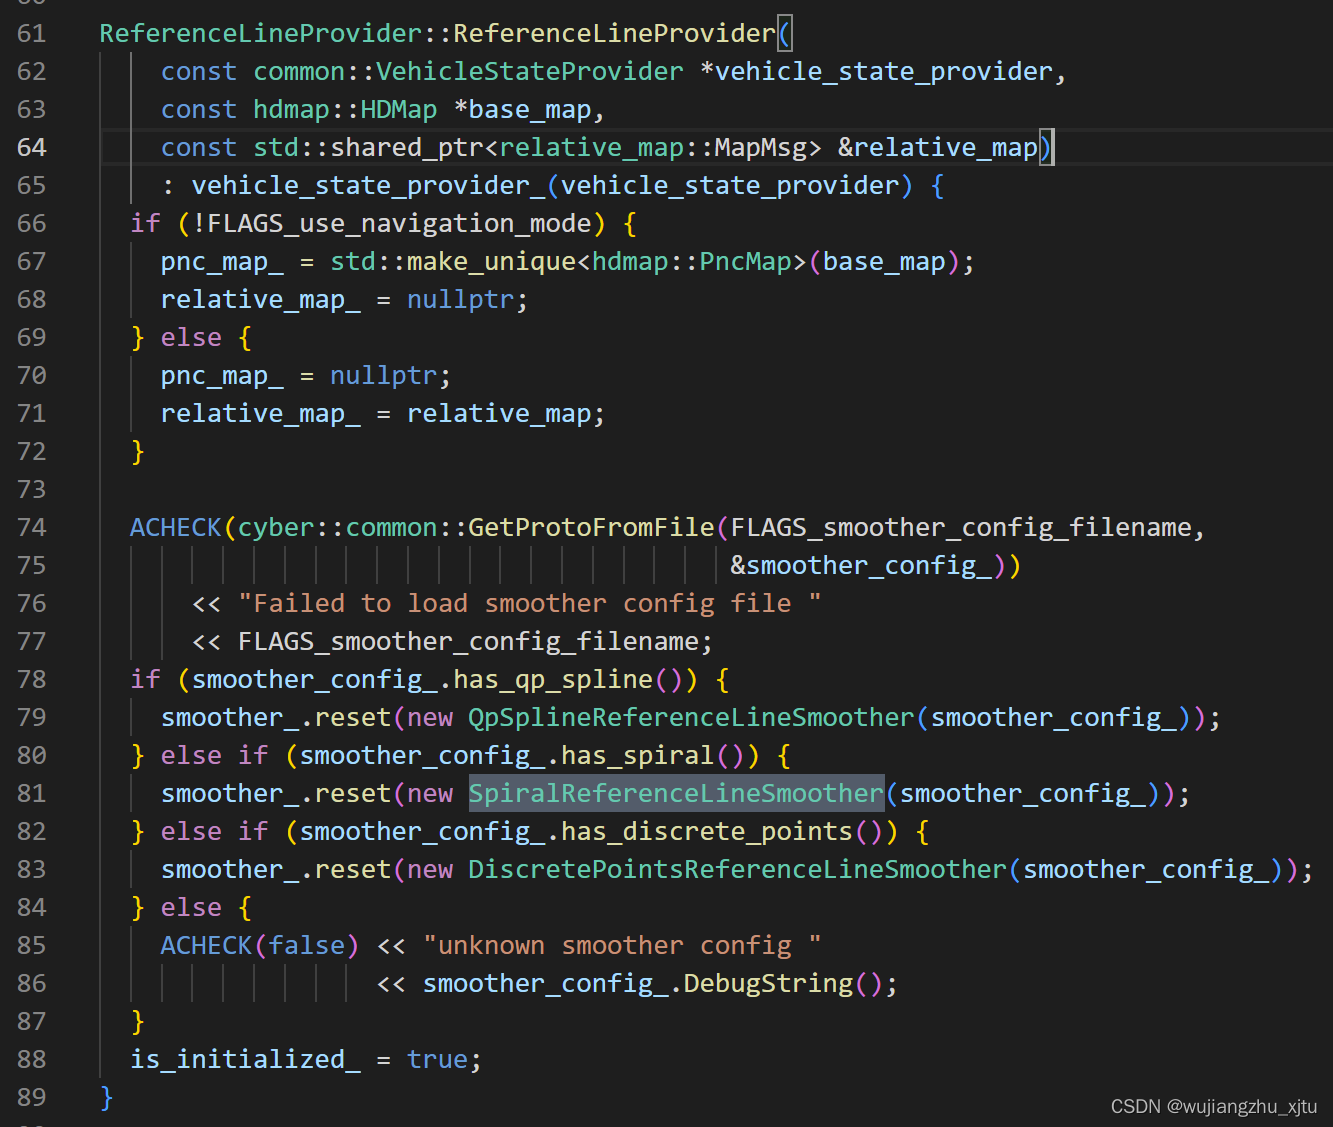 61 ReferenceLineProvider::ReferenceLineProvider(
62     const common::VehicleStateProvider *vehicle_state_provider,
63     const hdmap::HDMap *base_map,
64     const std::shared_ptr<relative_map::MapMsg> &relative_map)
65     : vehicle_state_provider_(vehicle_state_provider) {
66   if (!FLAGS_use_navigation_mode) {
67     pnc_map_ = std::make_unique<hdmap::PncMap>(base_map);
68     relative_map_ = nullptr;
69   } else {
70     pnc_map_ = nullptr;
71     relative_map_ = relative_map;
72   }
73
74   ACHECK(cyber::common::GetProtoFromFile(FLAGS_smoother_config_filename,
75                                          &smoother_config_))
76       << "Failed to load smoother config file "
77       << FLAGS_smoother_config_filename;
78   if (smoother_config_.has_qp_spline()) {
79     smoother_.reset(new QpSplineReferenceLineSmoother(smoother_config_));
80   } else if (smoother_config_.has_spiral()) {
81     smoother_.reset(new SpiralReferenceLineSmoother(smoother_config_));
82   } else if (smoother_config_.has_discrete_points()) {
83     smoother_.reset(new DiscretePointsReferenceLineSmoother(smoother_config_));
84   } else {
85     ACHECK(false) << "unknown smoother config "
86                   << smoother_config_.DebugString();
87   }
88   is_initialized_ = true;
89 }
CSDN @wujiangzhu_xjtu